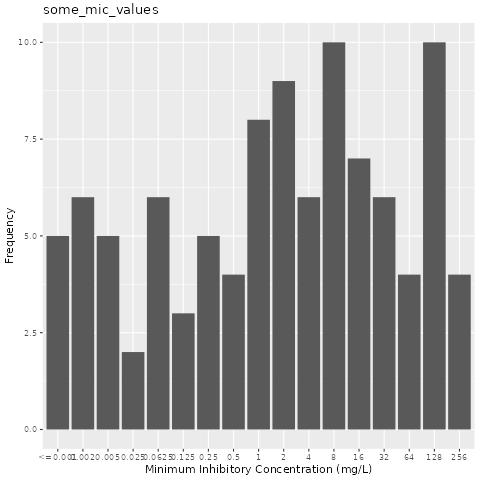 some_mic_values
10.0
7.5
5.0
2.5
0.0
Frequency
<=0.001 0.002 0.005 0.025 0.0625 0.125 0.25 0.5 1 2 4 8 16 32 64 128 256
Minimum Inhibitory Concentration (mg/L)